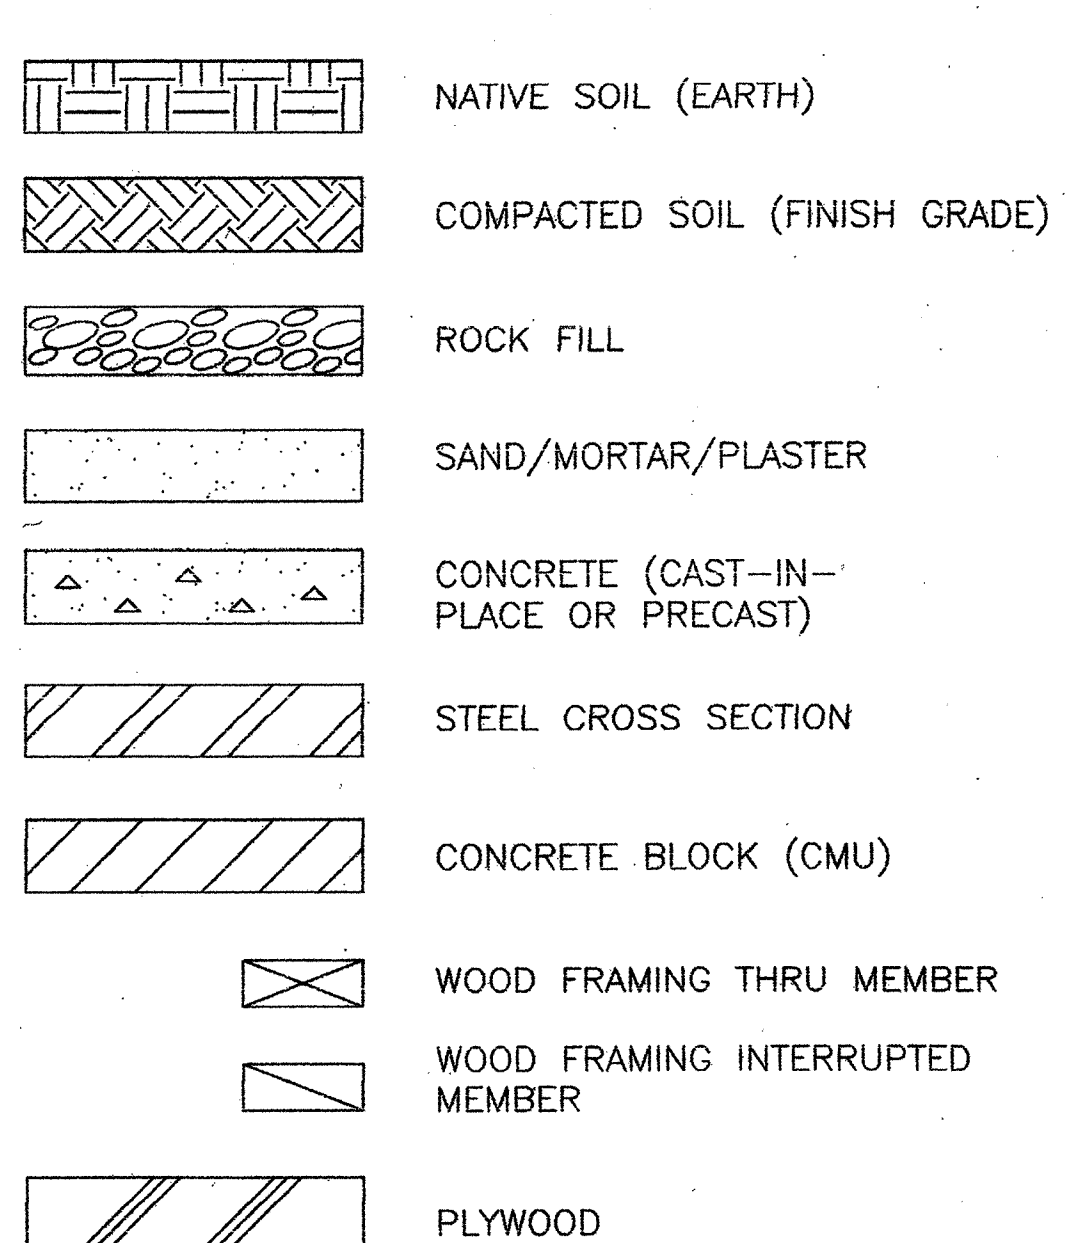 NATIVE SOIL (EARTH)
COMPACTED SOIL (FINISH GRADE)
ROCK FILL
SAND/MORTAR/PLASTER
CONCRETE (CAST-IN-
PLACE OR PRECAST)
STEEL CROSS SECTION
CONCRETE BLOCK (CMU)
WOOD FRAMING THRU MEMBER
WOOD FRAMING INTERRUPTED
MEMBER
PLYWOOD